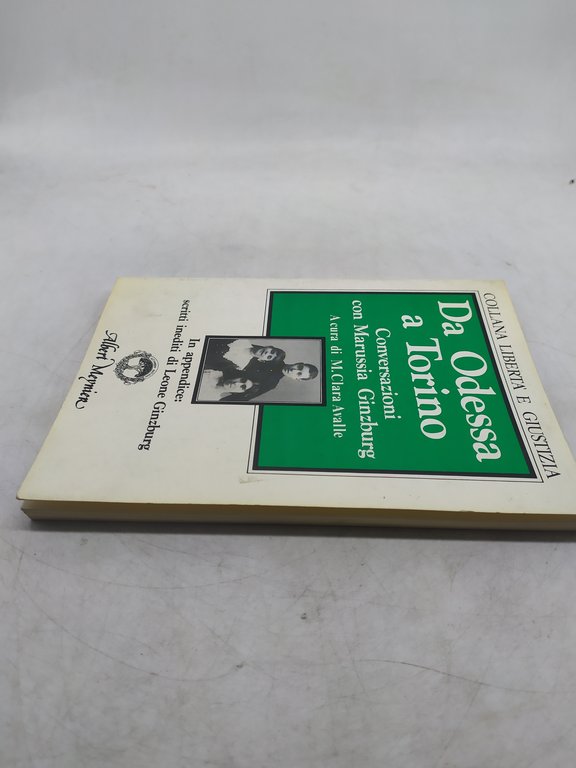 COLLANA LIBERTÀ E GIUSTIZIA
Da Odessa
a Torino
Conversazioni
con Marussia Ginzburg
A cura di M. Clara Avalle
In appendice:
scritti inediti di Leone Ginzburg
Albert Meynier